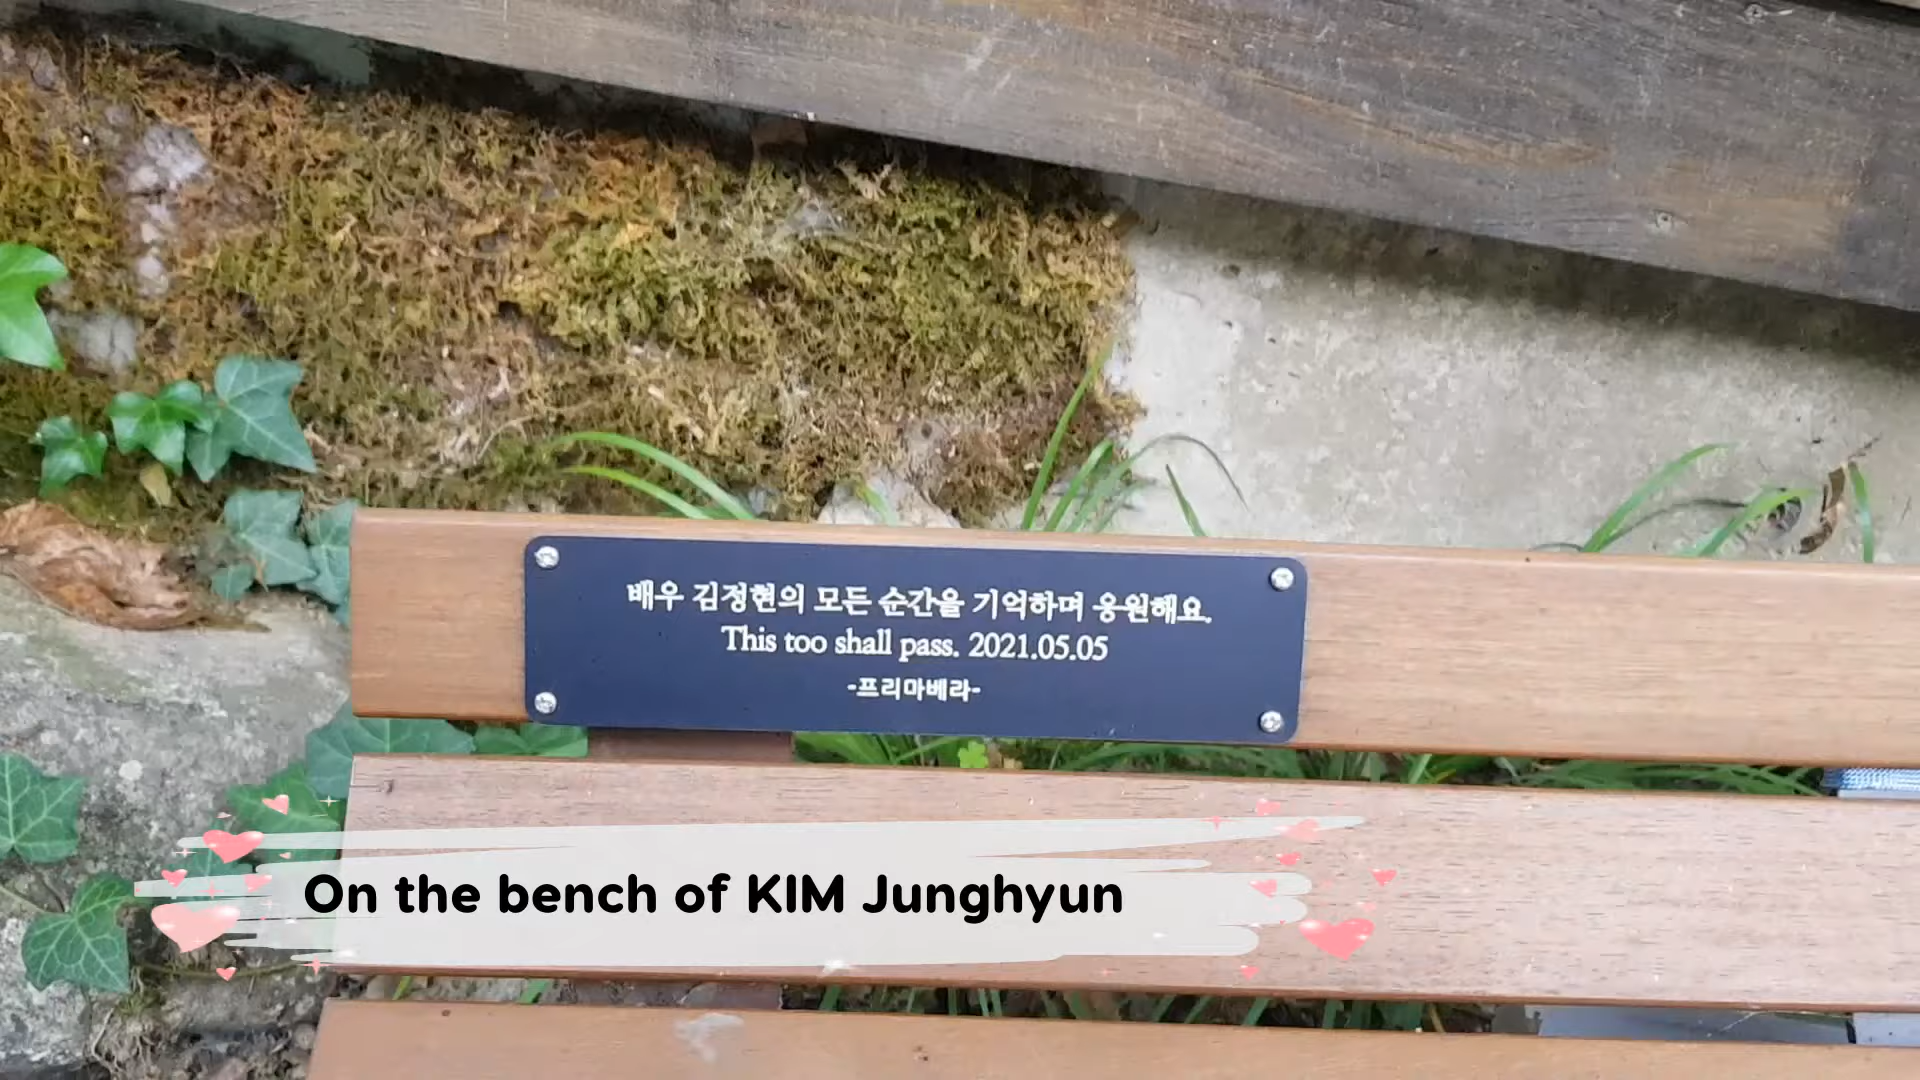 배우 김정현의 모든 순간을 기억하며 응원해요.
This too shall pass. 2021.05.05
-프리마베라-
On the bench of KIM Junghyun